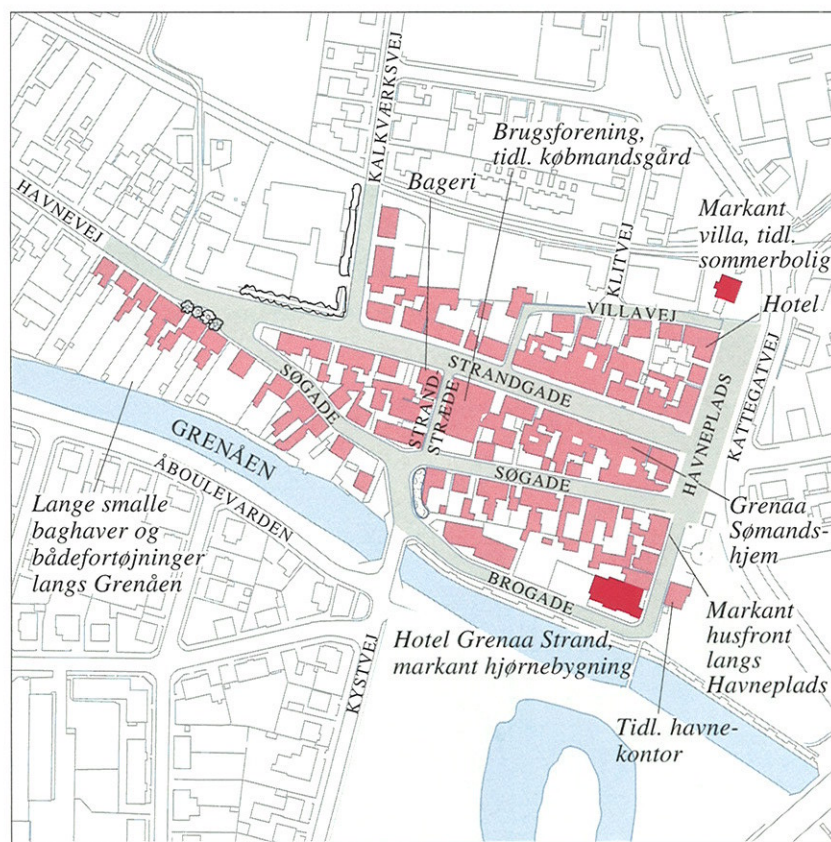 KALKVÆRKSVEJ
Brugsforening,
tidl. købmandsgård
Bageri
HAVNEVEJ
KLITVEJ
Markant
villa, tidl.
sommerbolig
VILLAVEJ
Hotel
STRANDGADE
SØGADE
STRAND
STRÆDE
HAVNEPLADS
KATTEGATVEJ
GRENÅEN
ÅBOULEVARDEN
SØGADE
Lange smalle
baghaver og
bådefortøjninger
langs Grenåen
Grenaa
Sømands-
hjem
BROGADE
KYSTVEJ
Hotel Grenaa Strand,
markant hjørnebygning
Markant
husfront
langs
Havneplads
Tidl. havne-
kontor